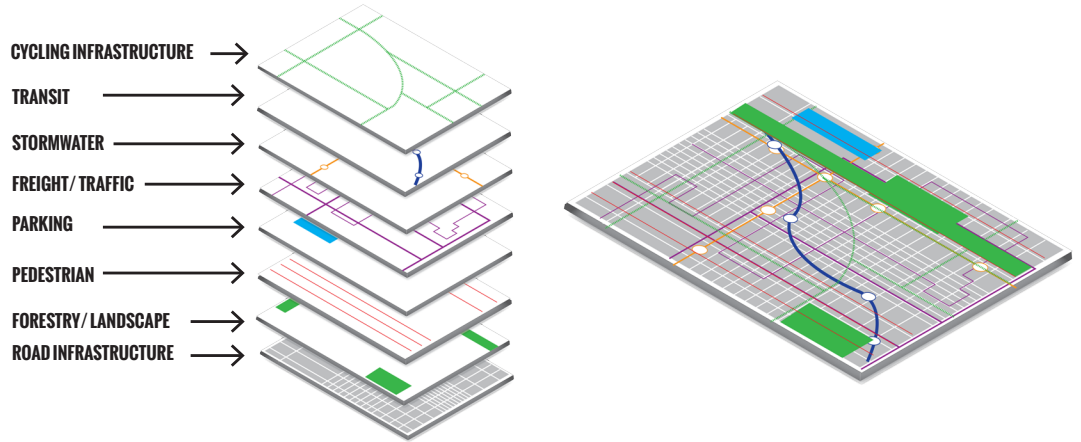 CYCLING INFRASTRUCTURE
TRANSIT
STORMWATER
FREIGHT/ TRAFFIC
PARKING
PEDESTRIAN
FORESTRY/ LANDSCAPE
ROAD INFRASTRUCTURE